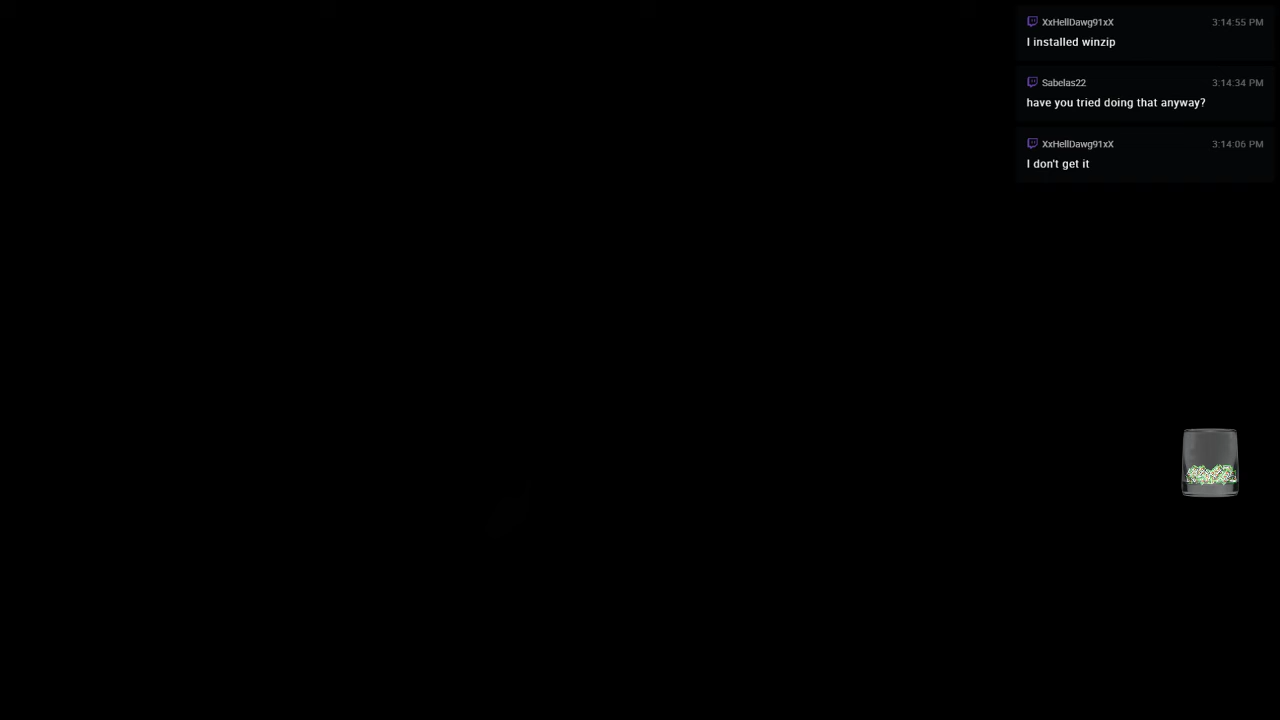 XxHellDawg91xX 3:14:55 PM
I installed winzip
Sabelas22 3:14:34 PM
have you tried doing that anyway?
XxHellDawg91xX 3:14:06 PM
I don't get it